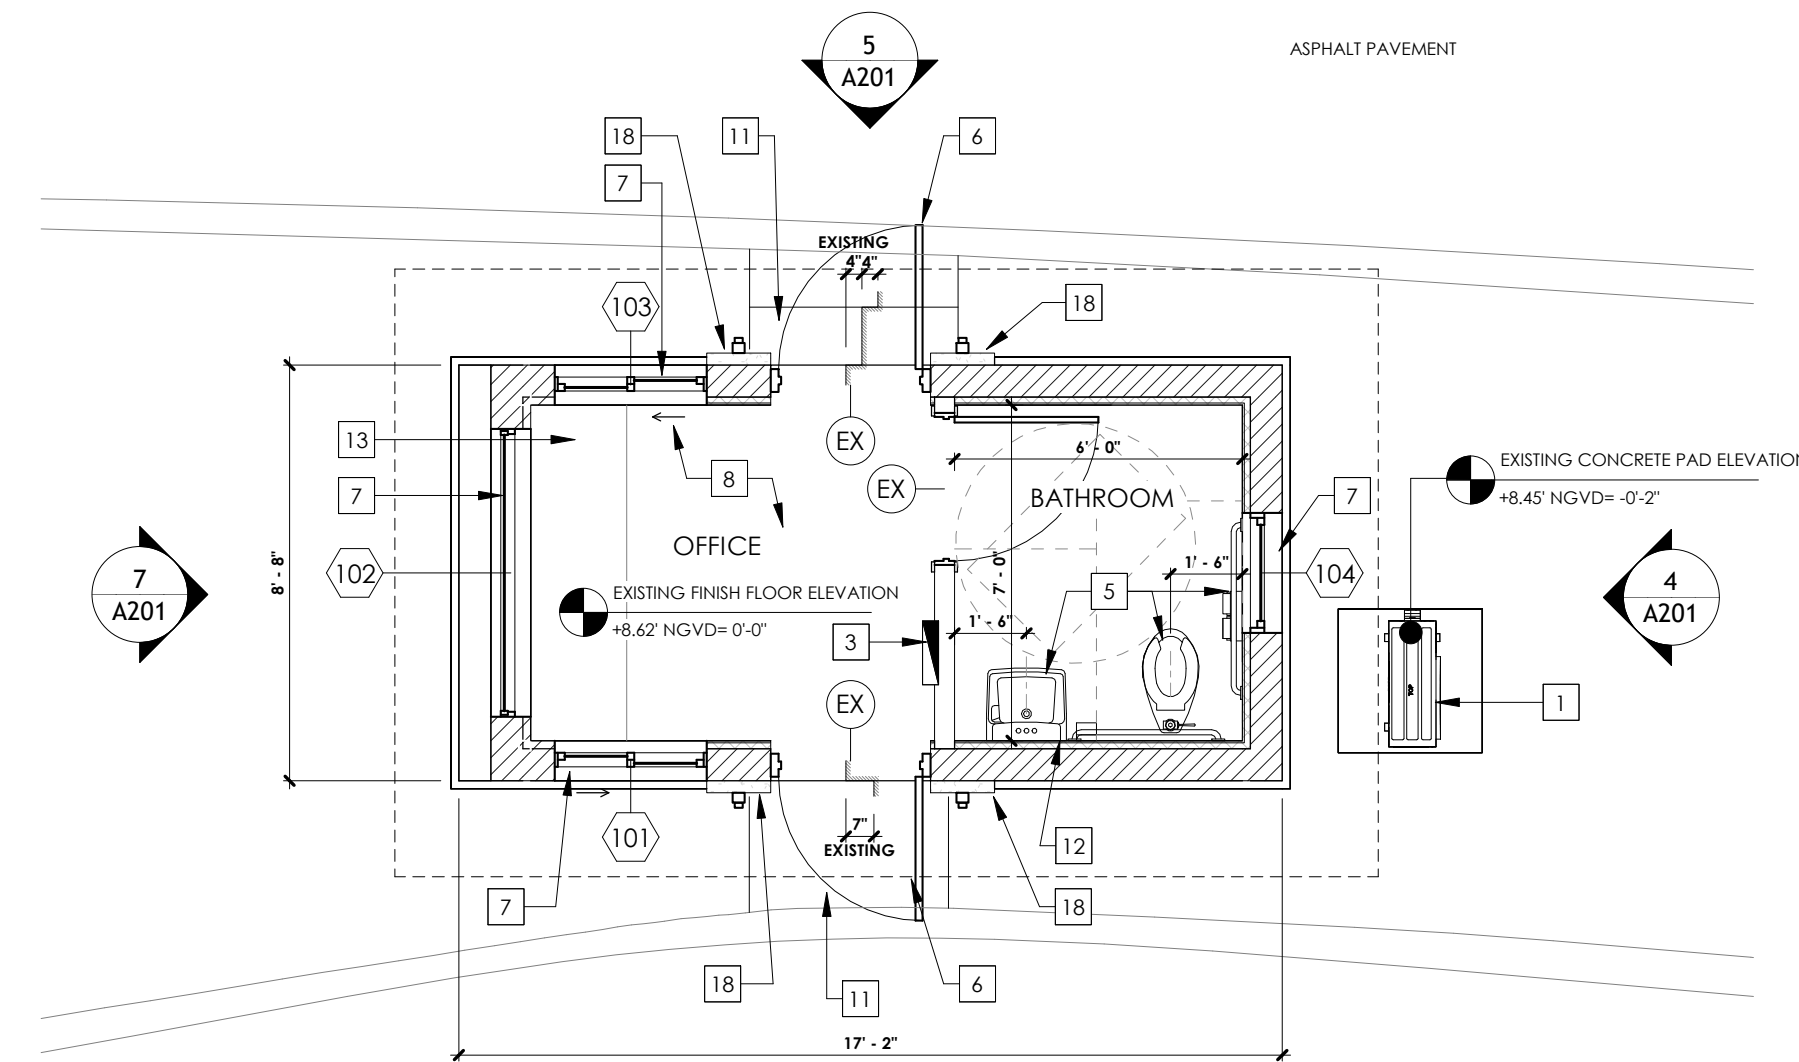 5
A201
ASPHALT PAVEMENT
18
11
6
7
EXISTING
4" 4"
103
18
13
EX
6' - 0"
8
7
EX
BATHROOM
EXISTING CONCRETE PAD ELEVATION
+8.45' NGVD= -0'-2"
7
OFFICE
7
A201
8' - 8"
102
7' - 0"
1' - 6"
104
4
A201
5
EXISTING FINISH FLOOR ELEVATION
+8.62' NGVD= 0'-0"
1' - 6"
3
TOP
1
EX
101
7"
EXISTING
12
7
18
18
11
6
17' - 2"